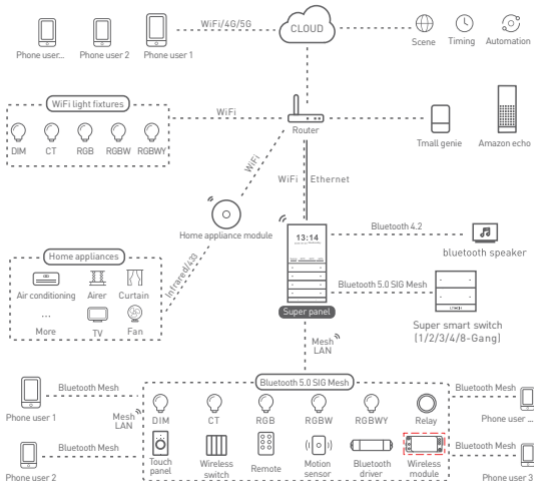 WiFi/4G/5G
CLOUD
Phone user...
Phone user 2
Phone user 1
Scene
Timing
Automation
WiFi light fixtures
DIM
CT
RGB
RGBW
RGBWY
WiFi
Router
Tmall genie
Amazon echo
WiFi
WiFi
Ethernet
Home appliance module
13:14
Bluetooth 4.2
bluetooth speaker
Home appliances
Air conditioning
Airer
Curtain
...
More
TV
Fan
Infrared/433
Super panel
Bluetooth 5.0 SIG Mesh
Super smart switch
(1/2/3/4/8-Gang)
Mesh
LAN
Bluetooth 5.0 SIG Mesh
Phone user 1
Bluetooth Mesh
Mesh
LAN
Phone user 2
Bluetooth Mesh
DIM
CT
RGB
RGBW
RGBWY
Relay
Touch
panel
Wireless
switch
Remote
Motion
sensor
Bluetooth
driver
Wireless
module
Bluetooth Mesh
Phone user ...
Bluetooth Mesh
Phone user 3